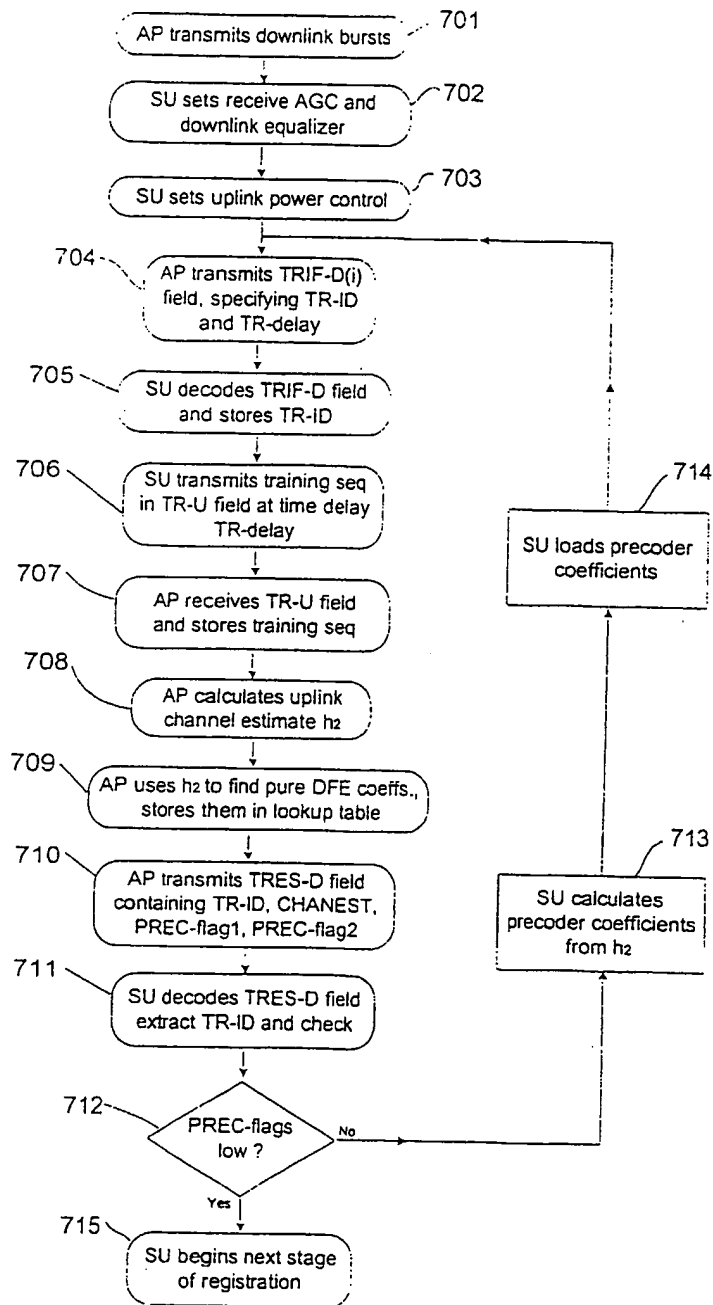 701
AP transmits downlink bursts
702
SU sets receive AGC and
downlink equalizer
703
SU sets uplink power control
704
AP transmits TRIF-D(i)
field, specifying TR-ID
and TR-delay
705
SU decodes TRIF-D field
and stores TR-ID
706
SU transmits training seq
in TR-U field at time delay
TR-delay
707
AP receives TR-U field
and stores training seq
708
AP calculates uplink
channel estimate h2
709
AP uses h2 to find pure DFE coeffs.,
stores them in lookup table
710
AP transmits TRES-D field
containing TR-ID, CHANEST,
PREC-flag1, PREC-flag2
711
SU decodes TRES-D field
extract TR-ID and check
712
PREC-flags
low ?
No
Yes
713
SU calculates
precoder coefficients
from h2
714
SU loads precoder
coefficients
715
SU begins next stage
of registration